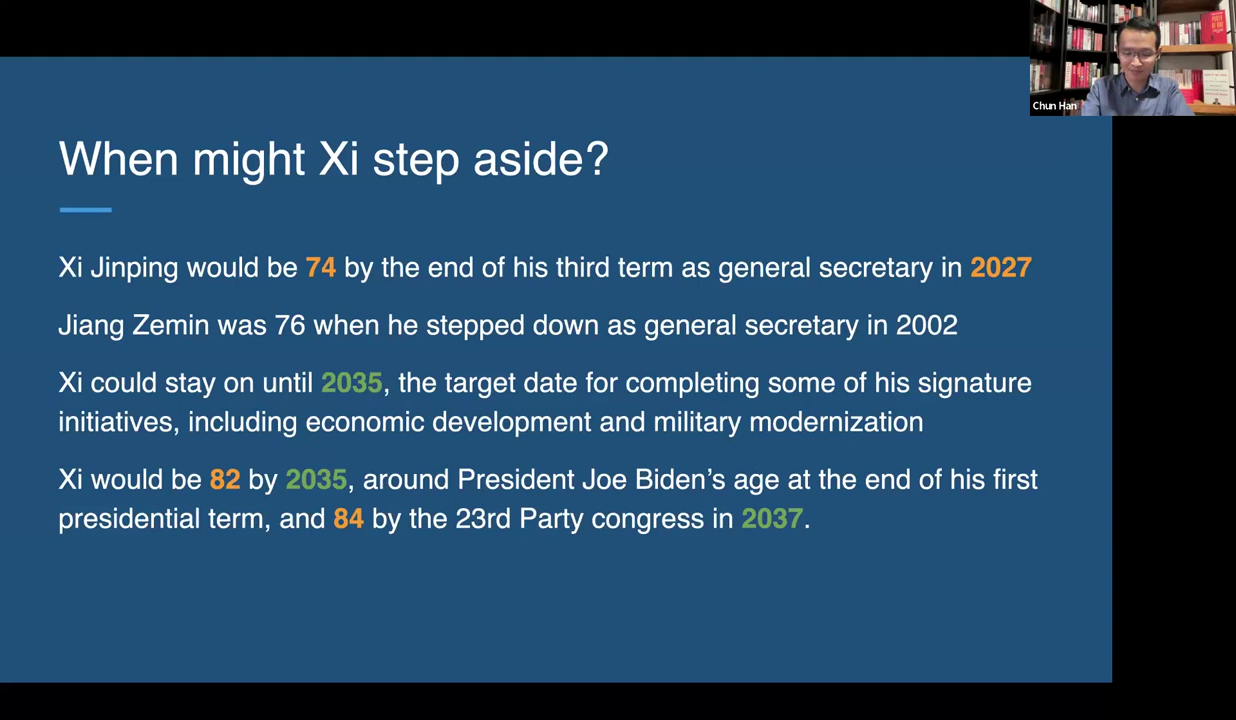 When might Xi step aside?
Xi Jinping would be 74 by the end of his third term as general secretary in 2027
Jiang Zemin was 76 when he stepped down as general secretary in 2002
Xi could stay on until 2035, the target date for completing some of his signature
initiatives, including economic development and military modernization
Xi would be 82 by 2035, around President Joe Biden’s age at the end of his first
presidential term, and 84 by the 23rd Party congress in 2037.
Chun Han